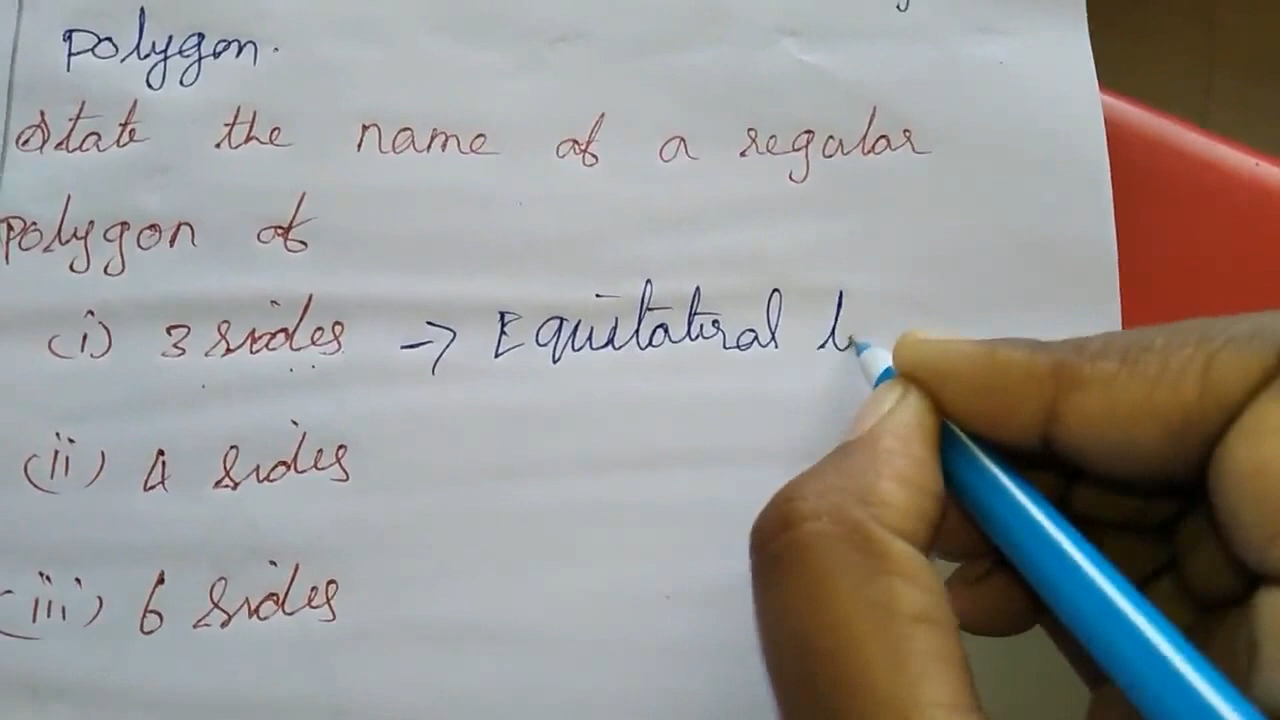 Polygon.
State the name of a regular
polygon of
(i) 3 sides → Equilateral
(ii) 4 sides
(iii) 6 sides